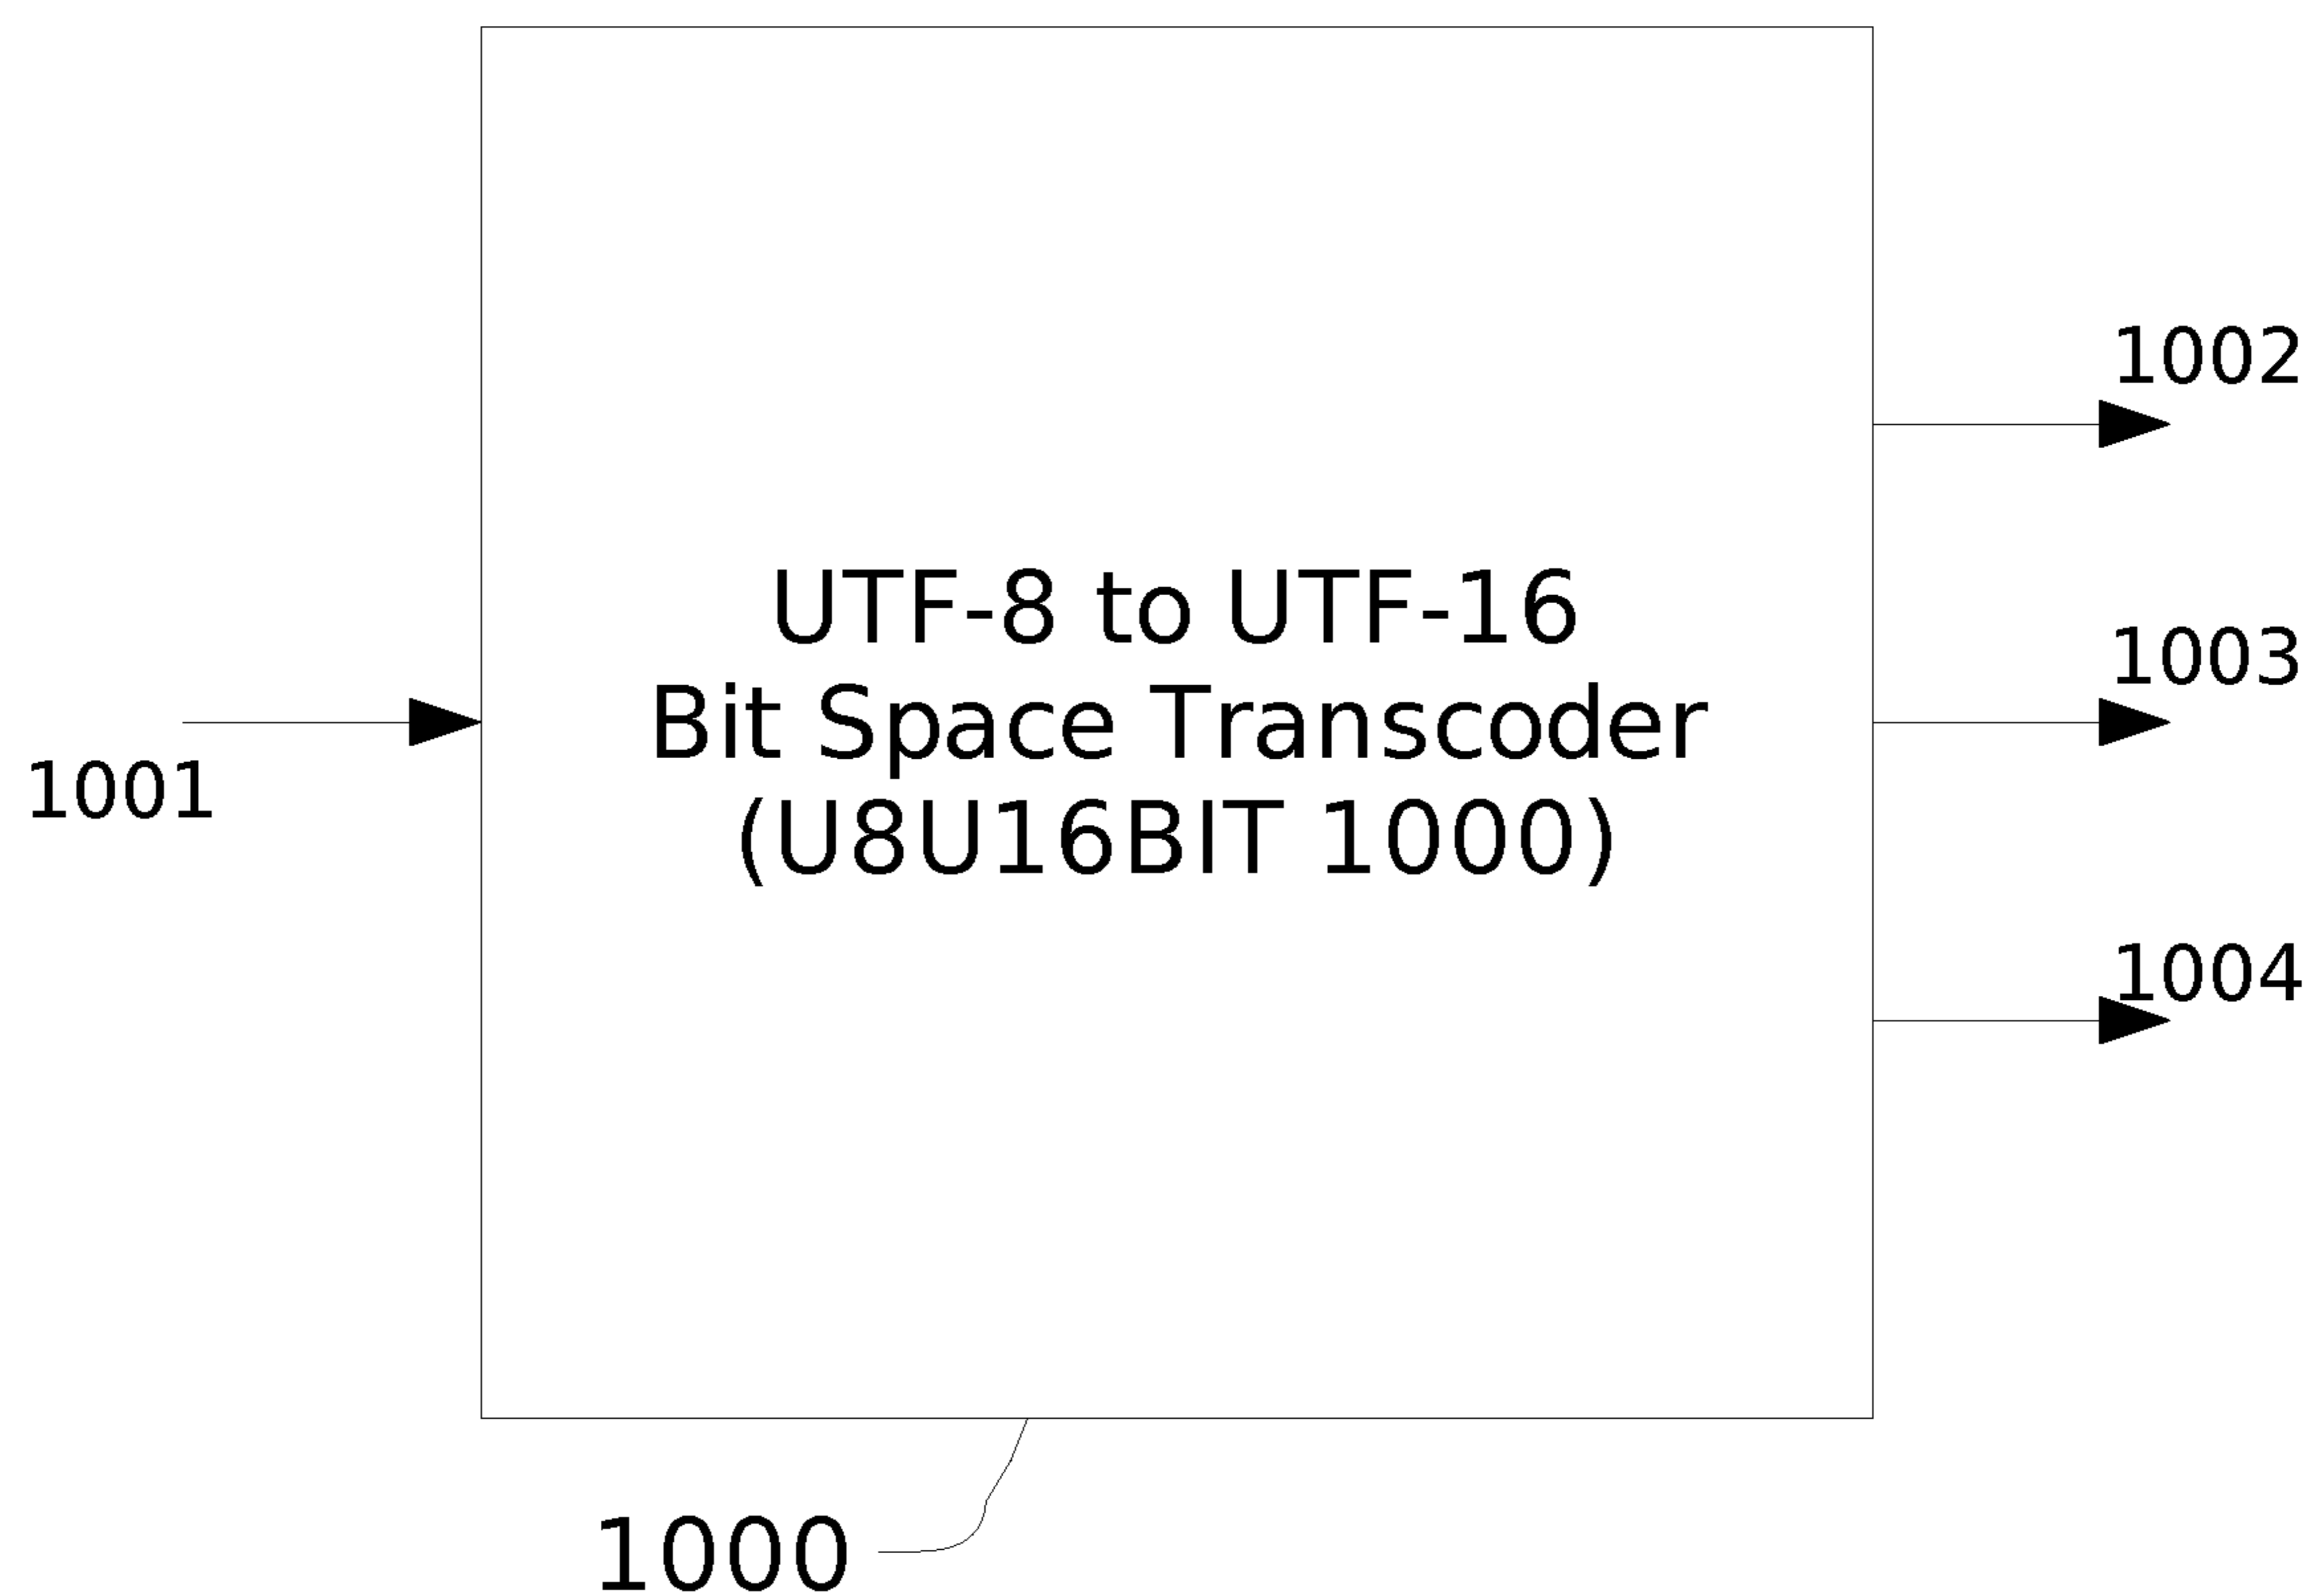 1002
1003
UTF-8 to UTF-16
Bit Space Transcoder
(U8U16BIT 1000)
1001
1004
1000